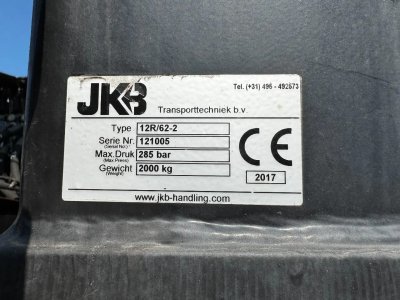 Tel. (+31) 495 - 492573
JKB
Transporttechniek b.v
Type 12R/62-2
Serie Nr. 121005
(Serial No.)
Max. Druk 285 bar
(Max Press)
Gewicht 2000 kg
(Weight)
CE
2017
www.jkb-handling.com